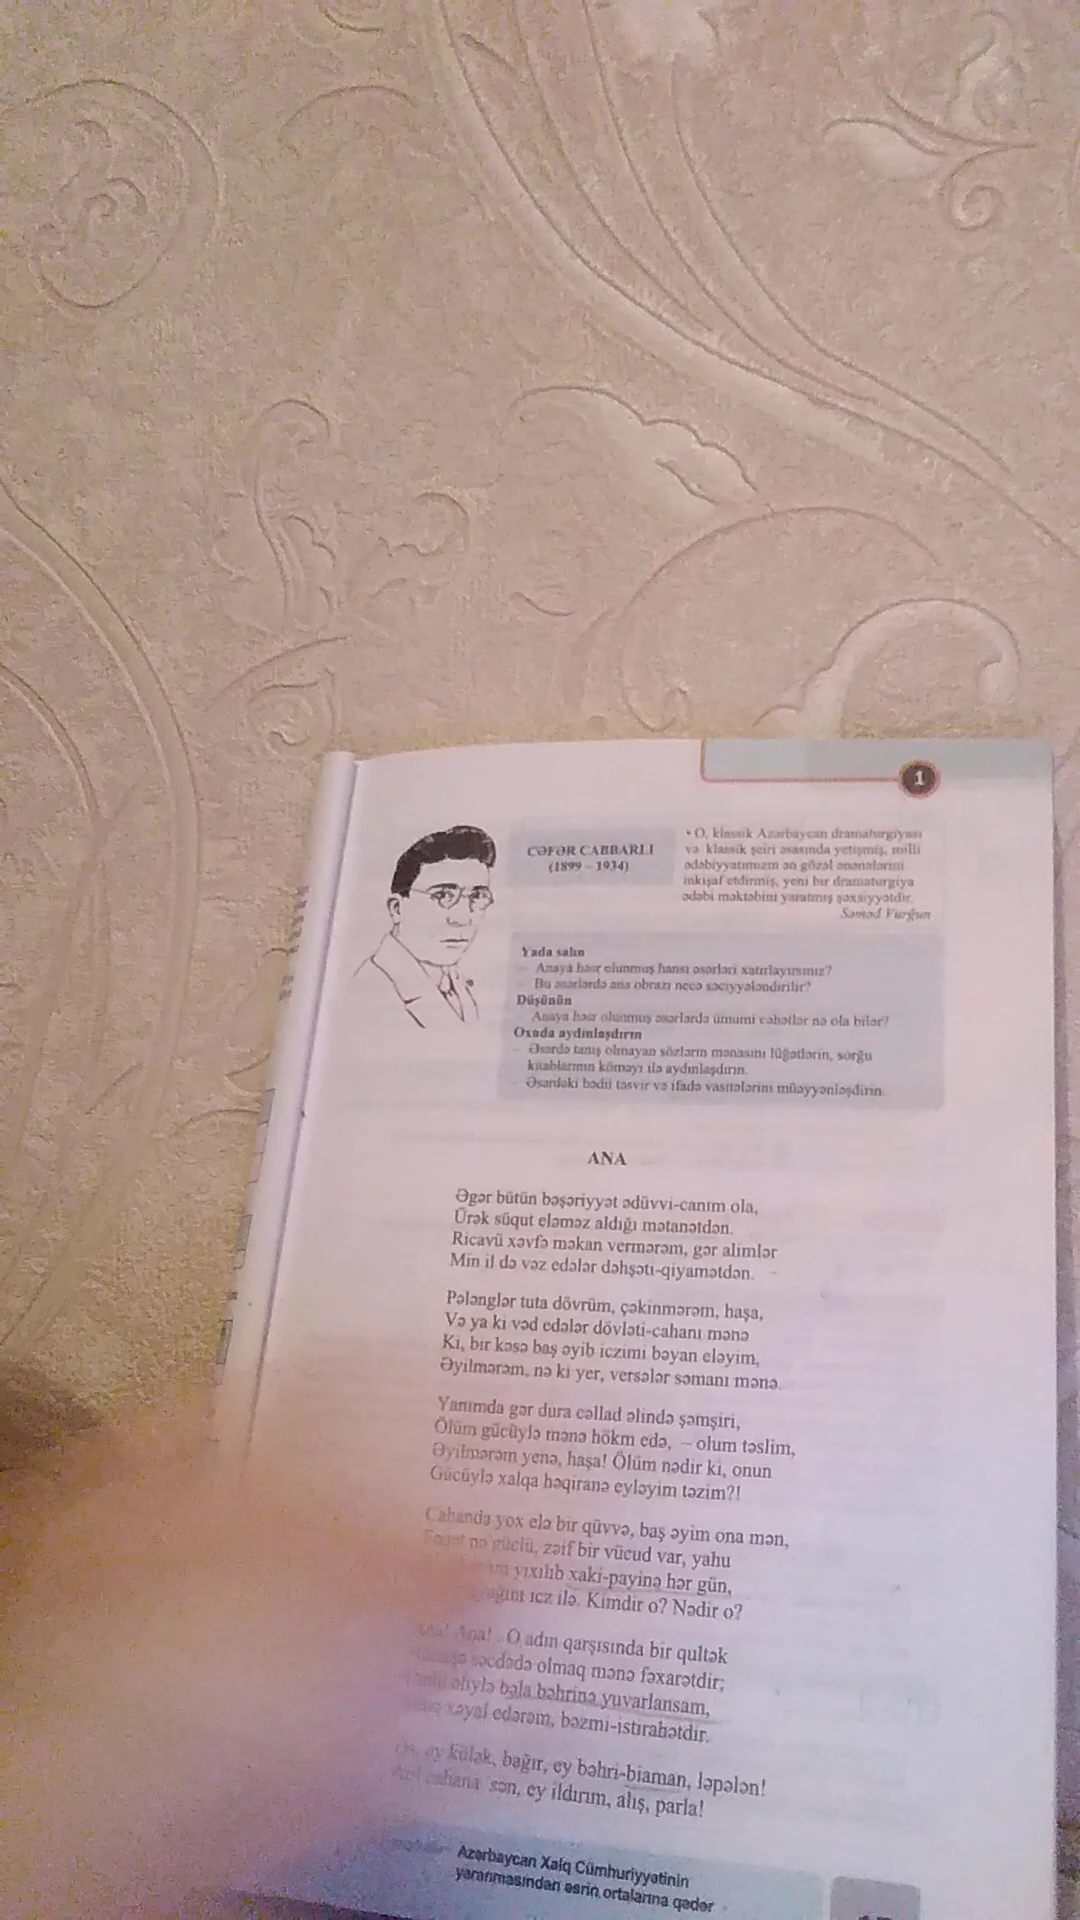 1
CƏFƏR CABBARLI
(1899 – 1934)
• O, klassik Azərbaycan dramaturgiyası
və klassik şeiri əsasında yetişmiş, milli
ədəbiyyatımızın ən gözəl ənənələrini
inkişaf etdirmiş, yeni bir dramaturgiya
ədəbi məktəbini yaratmış şəxsiyyətdir.
Səməd Vurğun
Yada salın
– Anaya həsr olunmuş hansı əsərləri xatırlayırsınız?
– Bu əsərlərdə ana obrazı necə səciyyələndirilir?
Düşünün
– Anaya həsr olunmuş əsərlərdə ümumi cəhətlər nə ola bilər?
Oxuda aydınlaşdırın
– Əsərdə tanış olmayan sözlərin mənasını lüğətlərin, sorğu
kitablarının köməyi ilə aydınlaşdırın.
– Əsərdəki bədii təsvir və ifadə vasitələrini müəyyənləşdirin.
ANA
Əgər bütün bəşəriyyət ədüvvi-canım ola,
Ürək süqut eləməz aldığı mətanətdən.
Ricavü xəvfə məkan vermərəm, gər alimlər
Min il də vəz edələr dəhşəti-qiyamətdən.
Pələnglər tuta dövrüm, çəkinmərəm, haşa,
Və ya ki vəd edələr dövləti-cahanı mənə
Ki, bir kəsə baş əyib iczimi bəyan eləyim,
Əyilmərəm, nə ki yer, versələr səmanı mənə.
Yanımda gər dura cəllad əlində şəmşiri,
Ölüm gücüylə mənə hökm edə, – olum təslim,
Əyilmərəm yenə, haşa! Ölüm nədir ki, onun
Gücüylə xalqa həqiranə eyləyim təzim?!
Cahanda yox elə bir qüvvə, baş əyim ona mən,
Fəqət nə güclü, zəif bir vücud var, yahu
yıxılıb xaki-payinə hər gün,
icz ilə. Kimdir o? Nədir o?
Ana! O adın qarşısında bir qultək
səcdədə olmaq mənə fəxarətdir;
əliylə bəla bəhrinə yuvarlansam,
xəyal edərəm, bəzmi-istirahətdir.
ey külək, bağır, ey bəhri-biaman, ləpələn!
cahana sən, ey ildırım, alış, parla!
Azərbaycan Xalq Cümhuriyyətinin
yaranmasından əsrin ortalarına qədər